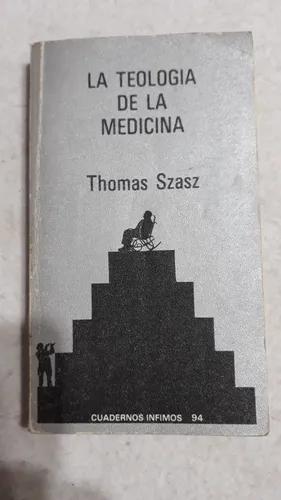 LA TEOLOGIA
DE LA
MEDICINA
Thomas Szasz
CUADERNOS INFIMOS 94